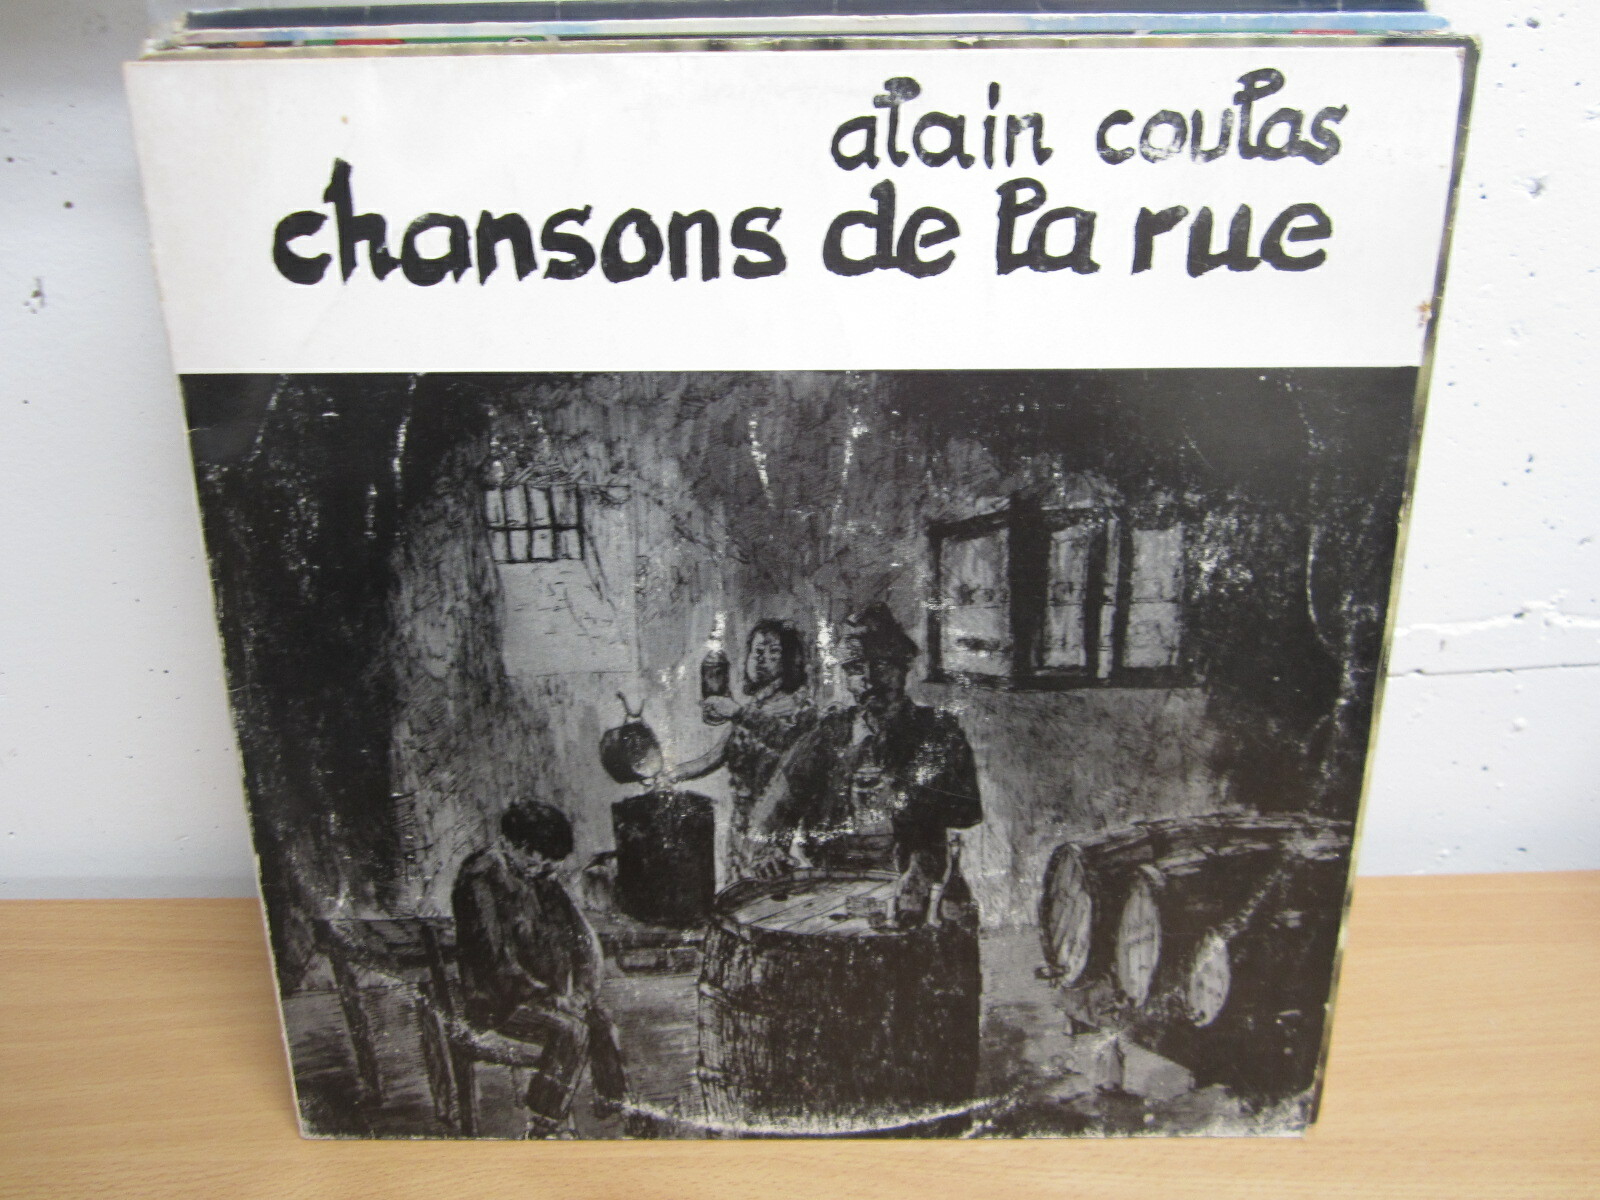 alain coulas
chansons de la rue